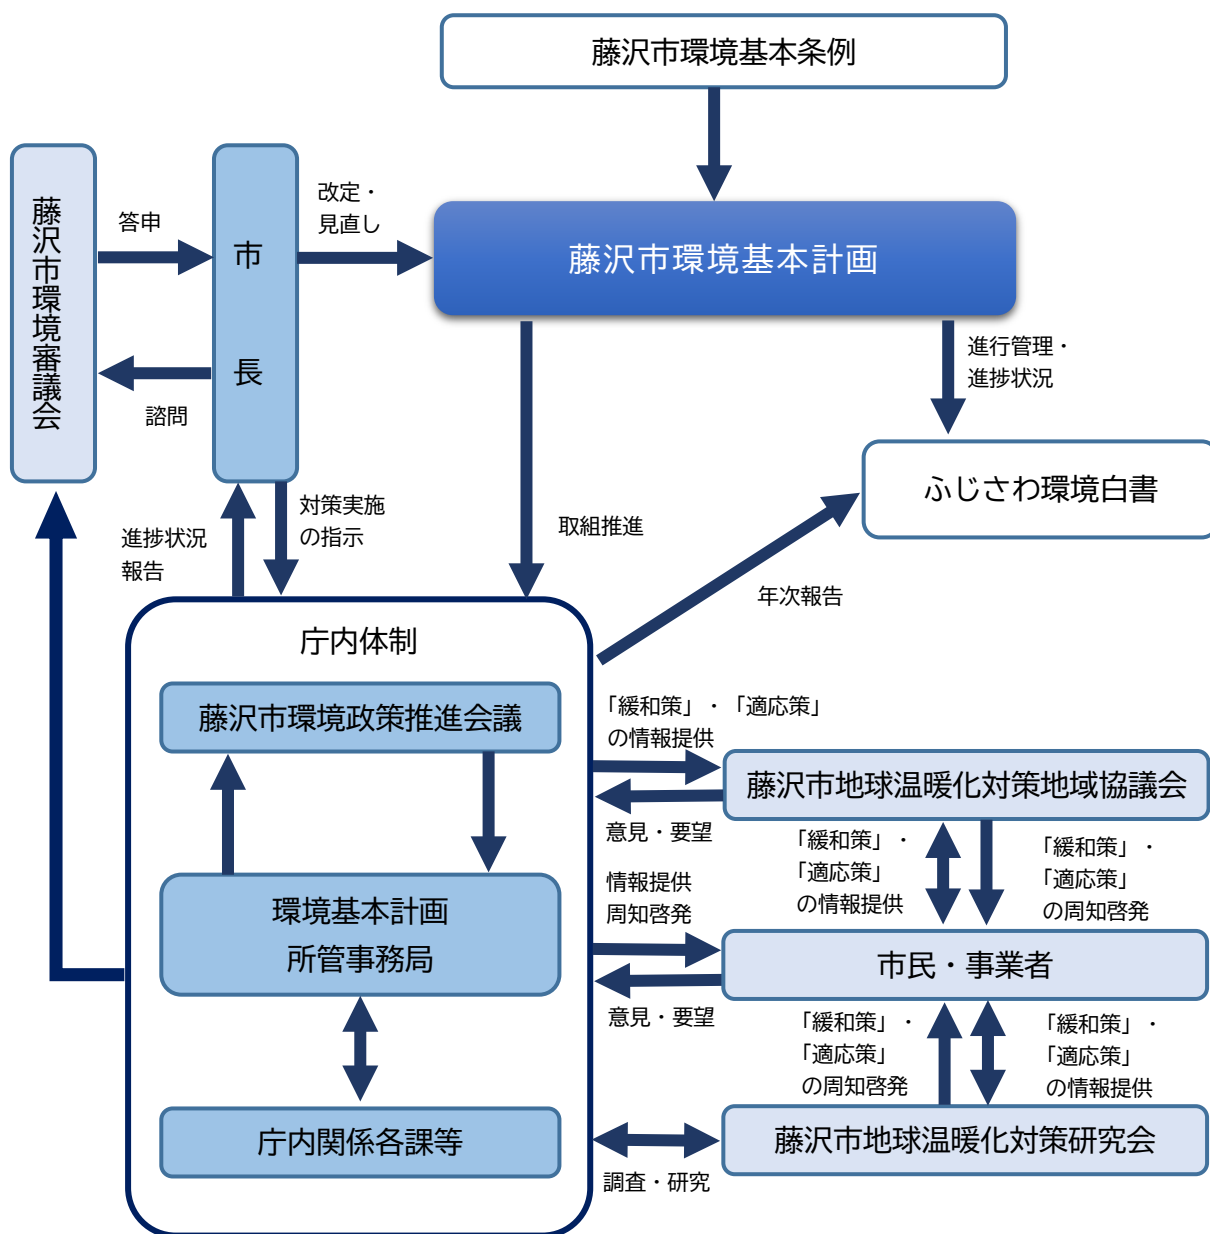 藤沢市環境基本条例
藤沢市環境審議会
答申
諮問
市長
改定・
見直し
藤沢市環境基本計画
進行管理・
進捗状況
ふじさわ環境白書
進捗状況
報告
対策実施
の指示
取組推進
年次報告
庁内体制
藤沢市環境政策推進会議
環境基本計画
所管事務局
庁内関係各課等
「緩和策」・「適応策」
の情報提供
意見・要望
藤沢市地球温暖化対策地域協議会
「緩和策」・
「適応策」
の情報提供
「緩和策」・
「適応策」
の周知啓発
情報提供
周知啓発
意見・要望
市民・事業者
「緩和策」・
「適応策」
の周知啓発
「緩和策」・
「適応策」
の情報提供
調査・研究
藤沢市地球温暖化対策研究会